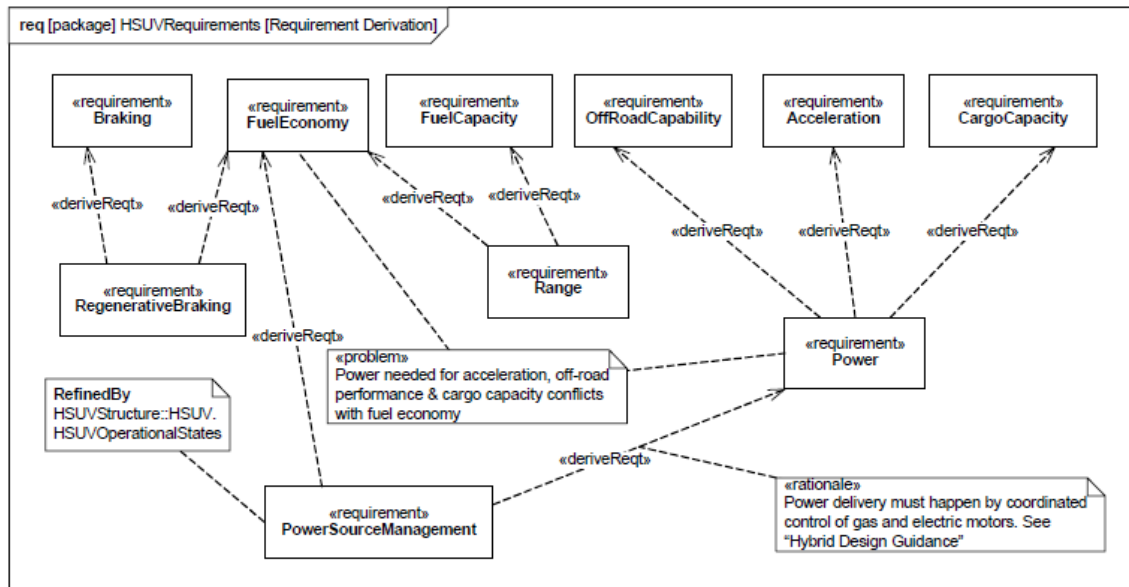 req [package] HSUVRequirements [Requirement Derivation]
«requirement»
Braking
«requirement»
FuelEconomy
«requirement»
FuelCapacity
«requirement»
OffRoadCapability
«requirement»
Acceleration
«requirement»
CargoCapacity
«deriveReqt»
«deriveReqt»
«deriveReqt»
«deriveReqt»
«deriveReqt»
«deriveReqt»
«deriveReqt»
«requirement»
RegenerativeBraking
«requirement»
Range
«deriveReqt»
«requirement»
Power
«problem»
Power needed for acceleration, off-road
performance & cargo capacity conflicts
with fuel economy
RefinedBy
HSUVStructure::HSUV.
HSUVOperationalStates
«deriveReqt»
«requirement»
PowerSourceManagement
«rationale»
Power delivery must happen by coordinated
control of gas and electric motors. See
“Hybrid Design Guidance”